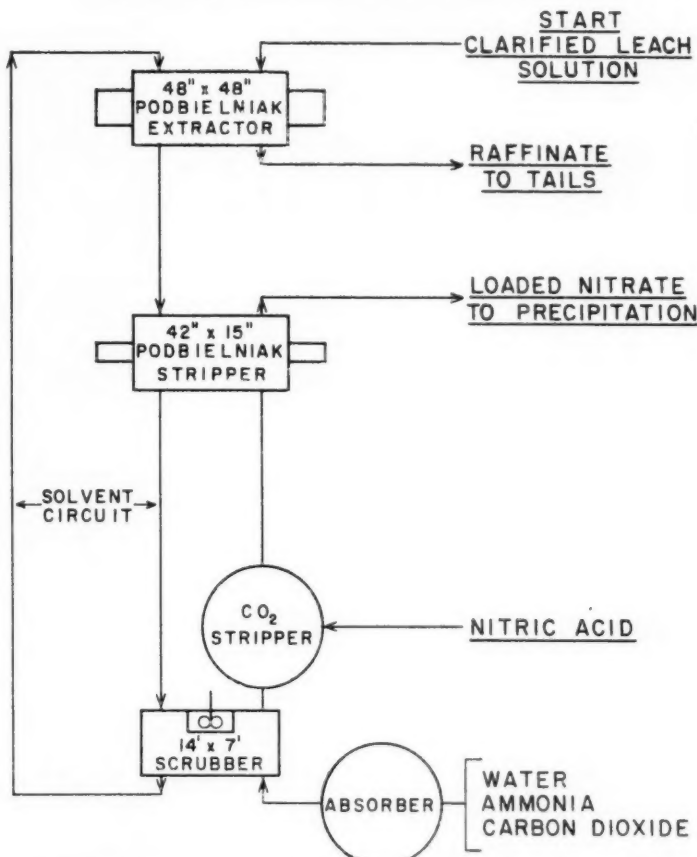 START
CLARIFIED LEACH
SOLUTION
48" x 48"
PODBIELNIAK
EXTRACTOR
RAFFINATE
TO TAILS
LOADED NITRATE
TO PRECIPITATION
42" x 15"
PODBIELNIAK
STRIPPER
SOLVENT
CIRCUIT
CO₂
STRIPPER
NITRIC ACID
14' x 7'
SCRUBBER
ABSORBER
WATER
AMMONIA
CARBON DIOXIDE